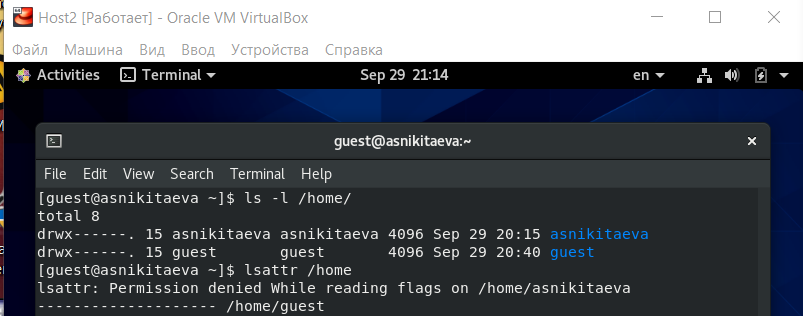 Host2 [Работает] - Oracle VM VirtualBox
Файл Машина Вид Ввод Устройства Справка
Activities Terminal Sep 29 21:14 en
guest@asnikitaeva:~
File Edit View Search Terminal Help
[guest@asnikitaeva ~]$ ls -l /home/
total 8
drwx------. 15 asnikitaeva asnikitaeva 4096 Sep 29 20:15 asnikitaeva
drwx------. 15 guest       guest       4096 Sep 29 20:40 guest
[guest@asnikitaeva ~]$ lsattr /home
lsattr: Permission denied While reading flags on /home/asnikitaeva
-------------------- /home/guest